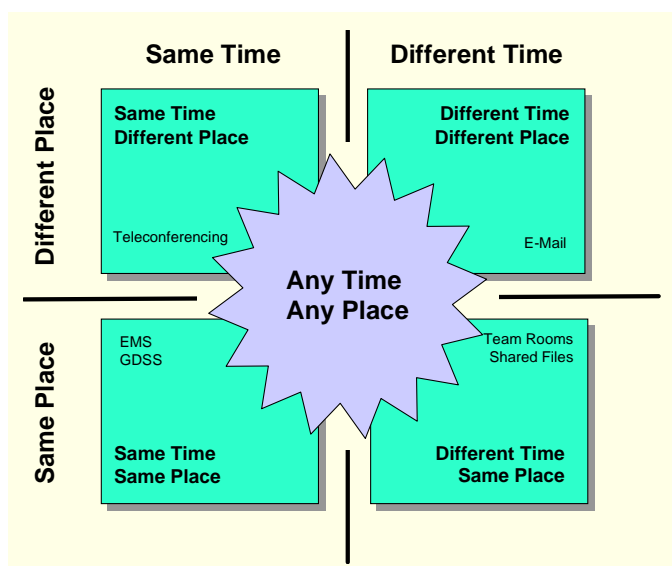 Same Time
Different Time
Different Place
Same Time
Different Place
Teleconferencing
Different Time
Different Place
E-Mail
Any Time
Any Place
Same Place
EMS
GDSS
Same Time
Same Place
Team Rooms
Shared Files
Different Time
Same Place